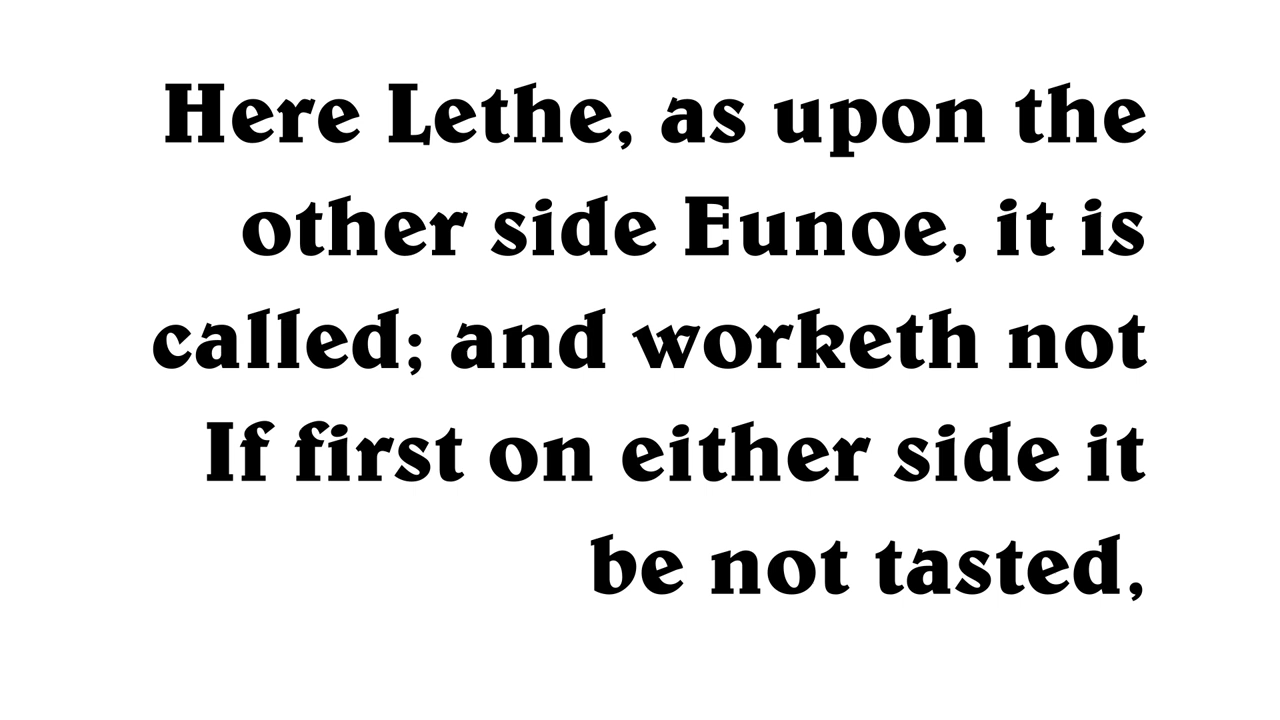 Here Lethe, as upon the
other side Eunoe, it is
called; and worketh not
If first on either side it
be not tasted,